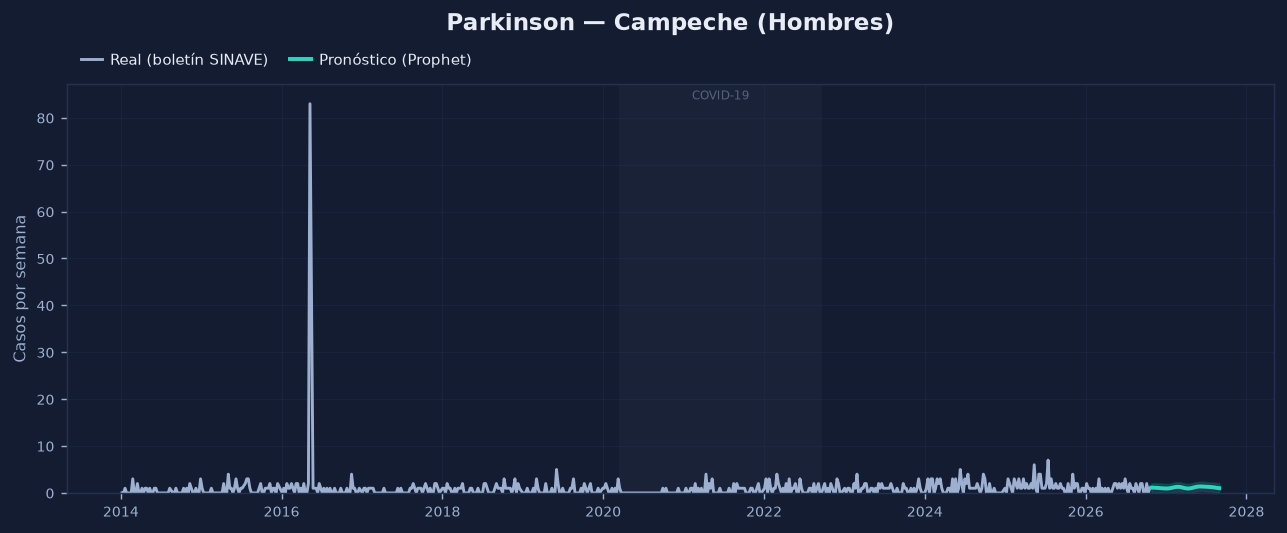 Parkinson — Campeche (Hombres)
Real (boletín SINAVE) Pronóstico (Prophet)
COVID-19
Casos por semana
80
70
60
50
40
30
20
10
0
2014 2016 2018 2020 2022 2024 2026 2028